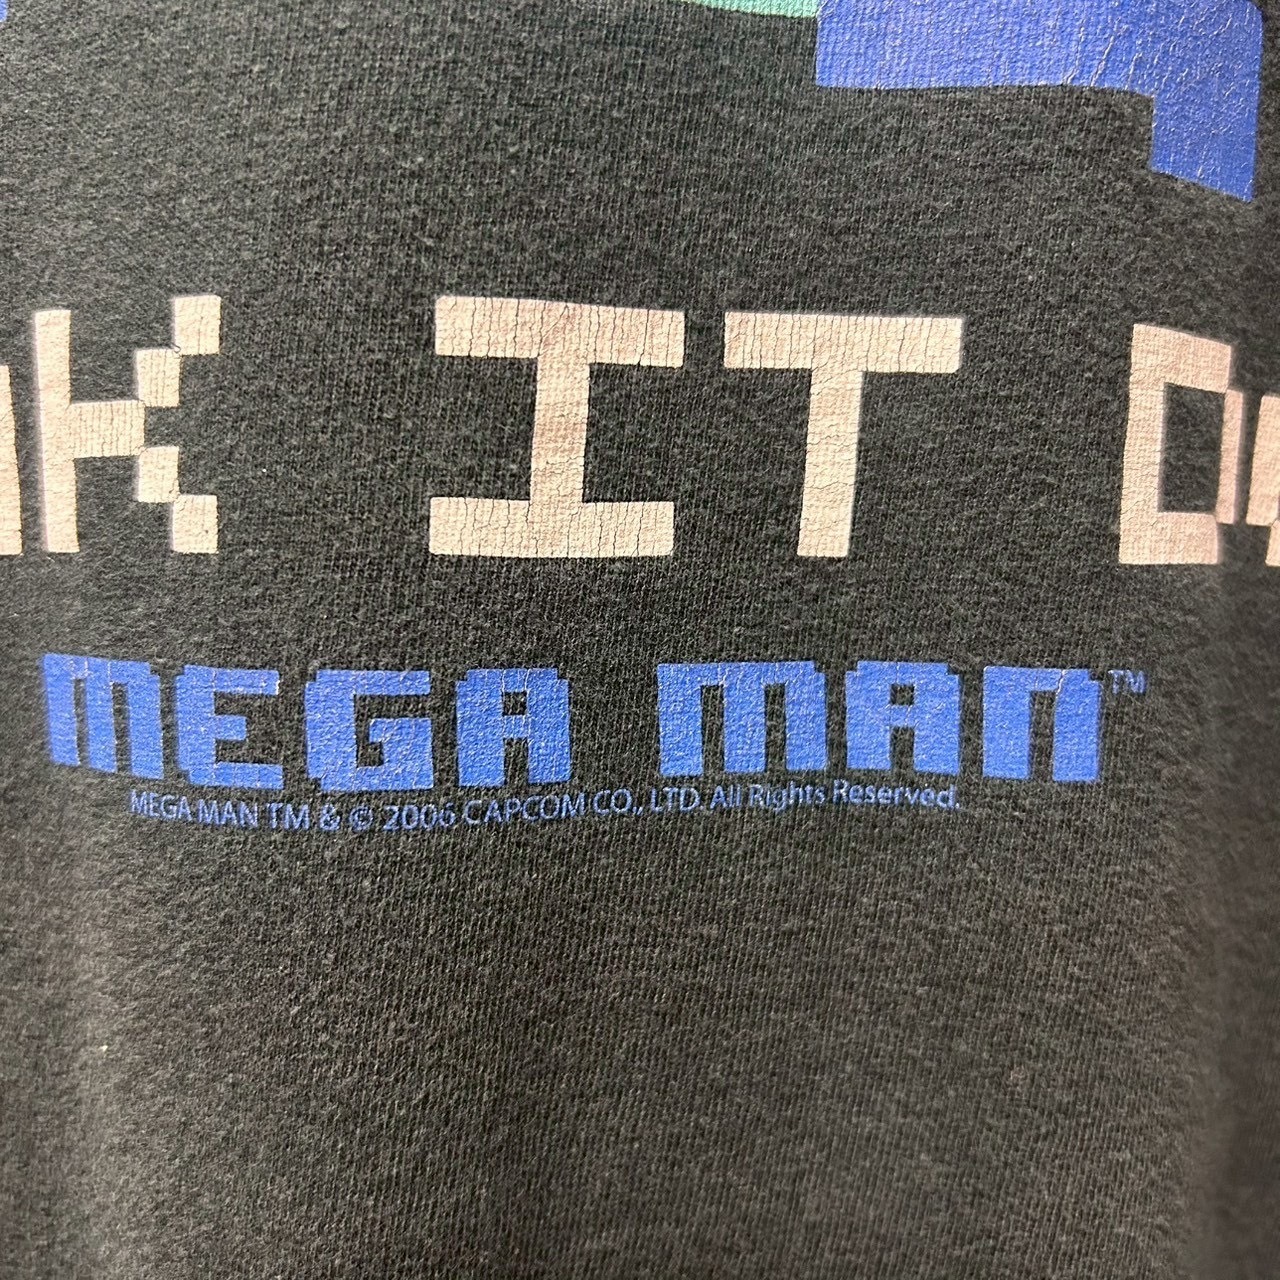 K IT
MEGA MAN™
MEGA MAN TM & © 2006 CAPCOM CO., LTD. All Rights Reserved.